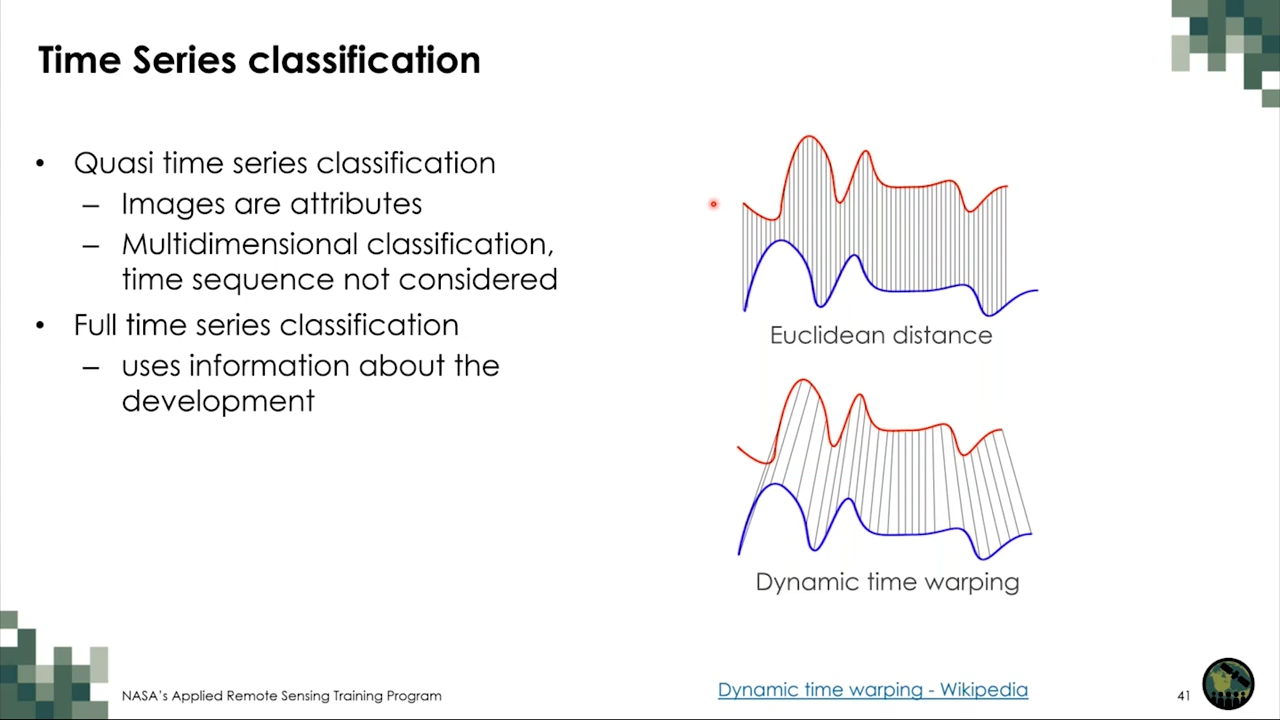 Time Series classification
• Quasi time series classification
– Images are attributes
– Multidimensional classification,
time sequence not considered
• Full time series classification
– uses information about the
development
Euclidean distance
Dynamic time warping
NASA's Applied Remote Sensing Training Program
Dynamic time warping - Wikipedia
41